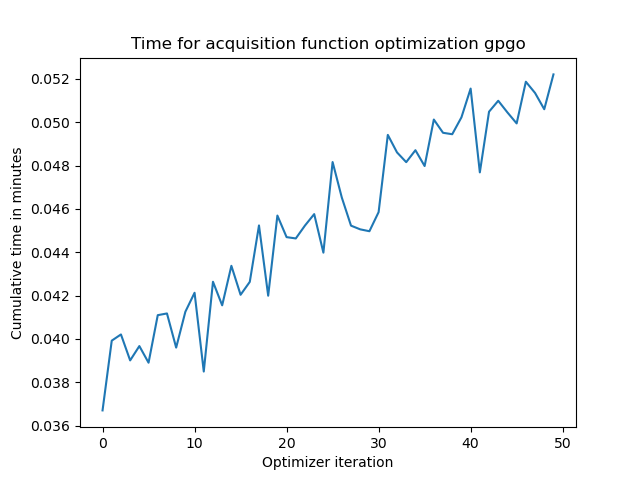 Time for acquisition function optimization gpgo
0.052
0.050
0.048
0.046
0.044
0.042
0.040
0.038
0.036
Cumulative time in minutes
0 10 20 30 40 50
Optimizer iteration